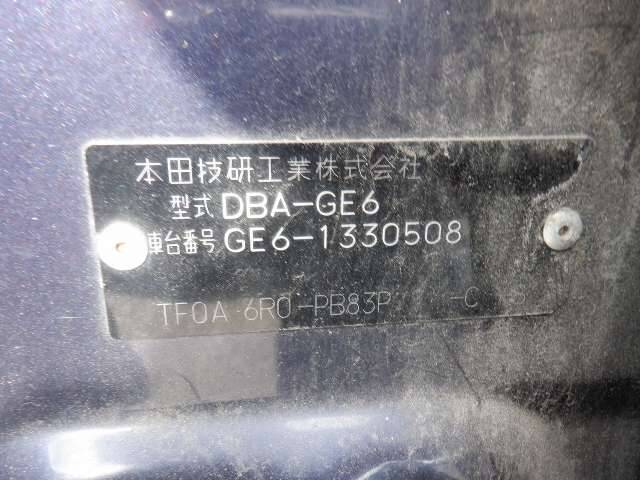 本田技研工業株式会社
型式 DBA-GE6
車台番号 GE6-1330508
TF0A 6R0-PB83P -C